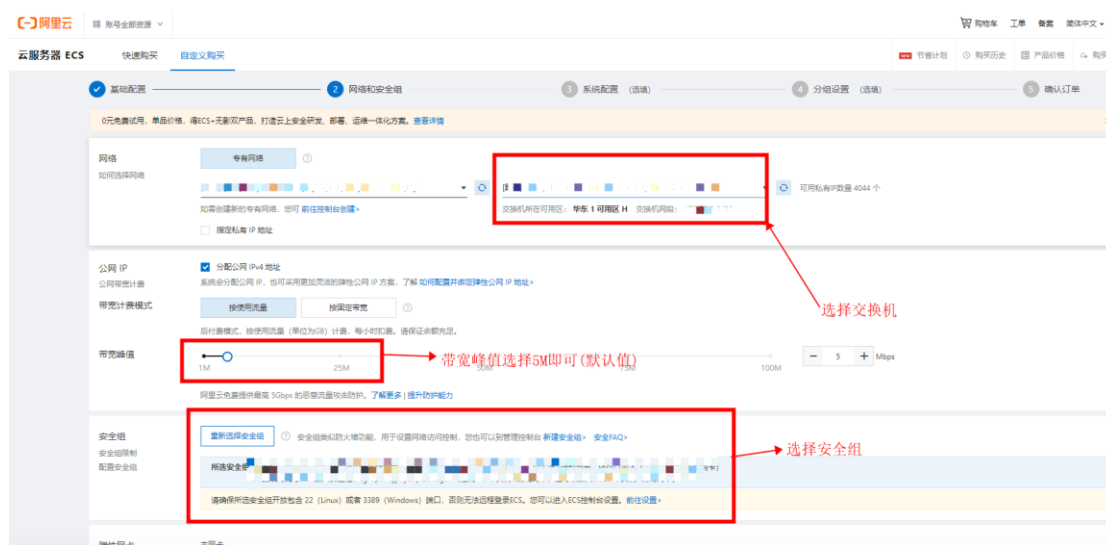 阿里云 账号全部资源 购物车 工单 备案 简体中文
云服务器 ECS 快速购买 自定义购买 节省计划 购买历史 产品价格
基础配置 2 网络和安全组 3 系统配置 (选填) 4 分组设置 (选填) 5 确认订单
0元免费试用,单品价格,得ECS+无影双产品,打造云上安全研发、部署、运维一体化方案。查看详情
网络 专有网络
如何选择网络
可用私有IP数量 4044 个
如需创建新的专有网络,您可 前往控制台创建> 交换机所在可用区: 华东 1 可用区 H 交换机网段:
指定私有 IP 地址
公网 IP 分配公网 IPv4 地址
公网带宽计费 系统会分配公网 IP,也可采用更加灵活的弹性公网 IP 方案,了解 如何配置并绑定弹性公网 IP 地址>
带宽计费模式 按使用流量 按固定带宽
选择交换机
后付费模式,按使用流量(单位为GB)计费,每小时扣费。请保证余额充足。
带宽峰值 带宽峰值选择5M即可(默认值) 5 Mbps
1M 25M 50M 75M 100M
阿里云免费提供最高 5Gbps 的恶意流量攻击防护。了解更多 | 提升防护能力
安全组 重新选择安全组 安全组类似防火墙功能,用于设置网络访问控制,您也可以到管理控制台 新建安全组> 安全FAQ>
安全组限制
选择安全组
配置安全组 所选安全组
请确保所选安全组开放包含 22(Linux)或者 3389(Windows)端口,否则无法远程登录ECS。您可以进入ECS控制台设置。前往设置>